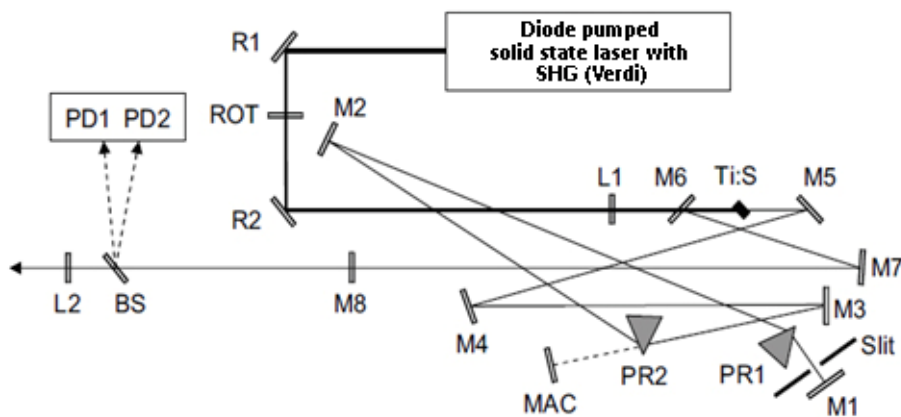 Diode pumped
solid state laser with
SHG (Verdi)
R1
ROT
M2
PD1 PD2
R2
L1
M6
Ti:S
M5
M7
L2
BS
M8
M4
M3
Slit
PR2
PR1
MAC
M1